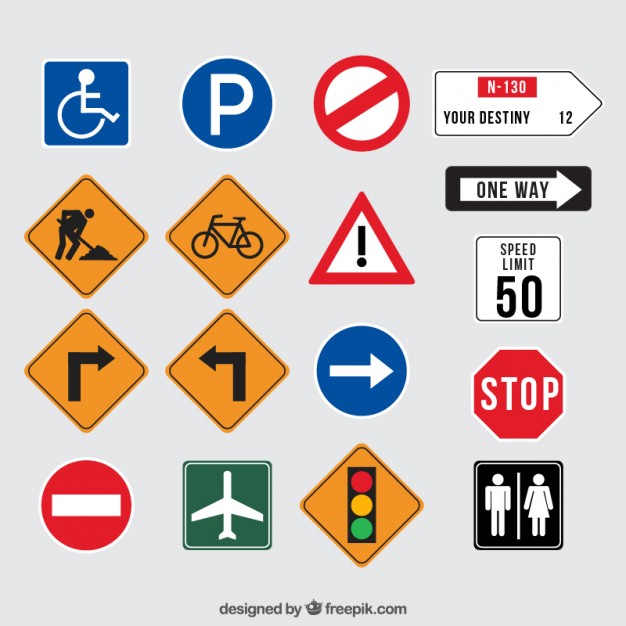 P
N-130
YOUR DESTINY 12
ONE WAY
!
SPEED
LIMIT
50
STOP
designed by freepik.com